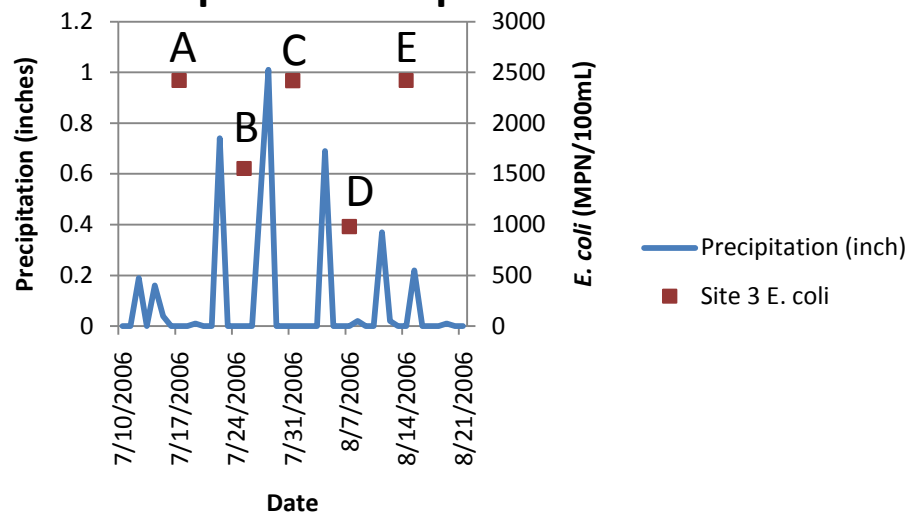 1.2
1
0.8
0.6
0.4
0.2
0
Precipitation (inches)
A
B
C
D
E
3000
2500
2000
1500
1000
500
0
E. coli (MPN/100mL)
7/10/2006
7/17/2006
7/24/2006
7/31/2006
8/7/2006
8/14/2006
8/21/2006
Date
Precipitation (inch)
Site 3 E. coli